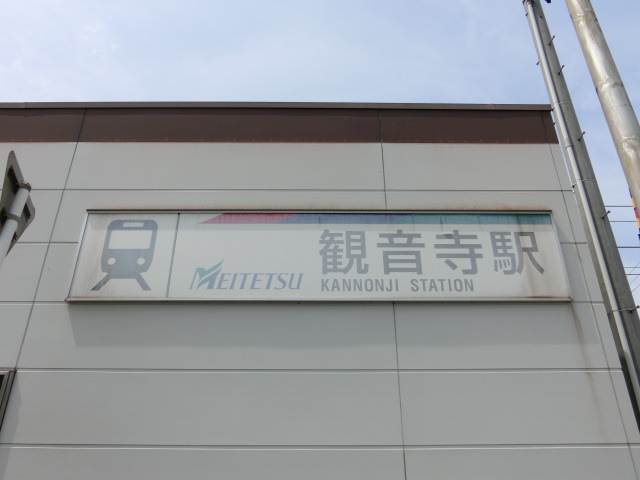 MEITETSU
観音寺駅
KANNONJI STATION